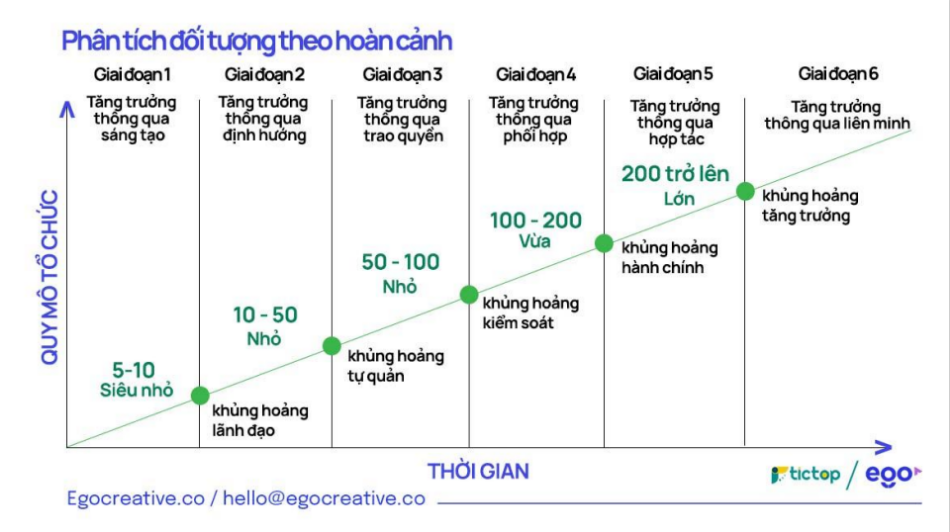 Phân tích đối tượng theo hoàn cảnh
Giai đoạn 1
Tăng trưởng
thông qua
sáng tạo
Giai đoạn 2
Tăng trưởng
thông qua
định hướng
Giai đoạn 3
Tăng trưởng
thông qua
trao quyền
Giai đoạn 4
Tăng trưởng
thông qua
phối hợp
Giai đoạn 5
Tăng trưởng
thông qua
hợp tác
Giai đoạn 6
Tăng trưởng
thông qua liên minh
QUY MÔ TỔ CHỨC
5-10
Siêu nhỏ
khủng hoảng
lãnh đạo
10 - 50
Nhỏ
khủng hoảng
tự quản
50 - 100
Nhỏ
khủng hoảng
kiểm soát
100 - 200
Vừa
khủng hoảng
hành chính
200 trở lên
Lớn
khủng hoảng
tăng trưởng
THỜI GIAN
tictop / ego
Egocreative.co / hello@egocreative.co